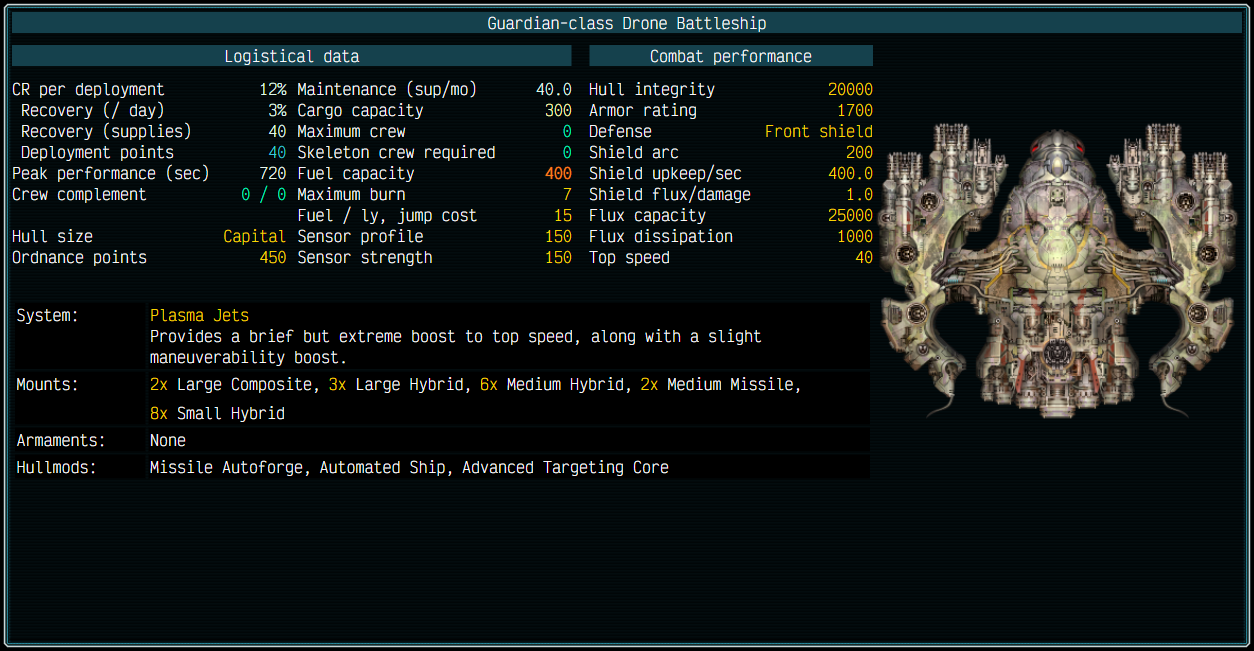 Guardian-class Drone Battleship
Logistical data
CR per deployment 12% Maintenance (sup/mo) 40.0
Recovery (/ day) 3% Cargo capacity 300
Recovery (supplies) 40 Maximum crew 0
Deployment points 40 Skeleton crew required 0
Peak performance (sec) 720 Fuel capacity 400
Crew complement 0 / 0 Maximum burn 7
Fuel / ly, jump cost 15
Hull size Capital Sensor profile 150
Ordnance points 450 Sensor strength 150
Combat performance
Hull integrity 20000
Armor rating 1700
Defense Front shield
Shield arc 200
Shield upkeep/sec 400.0
Shield flux/damage 1.0
Flux capacity 25000
Flux dissipation 1000
Top speed 40
System: Plasma Jets
Provides a brief but extreme boost to top speed, along with a slight
maneuverability boost.
Mounts: 2x Large Composite, 3x Large Hybrid, 6x Medium Hybrid, 2x Medium Missile,
8x Small Hybrid
Armaments: None
Hullmods: Missile Autoforge, Automated Ship, Advanced Targeting Core